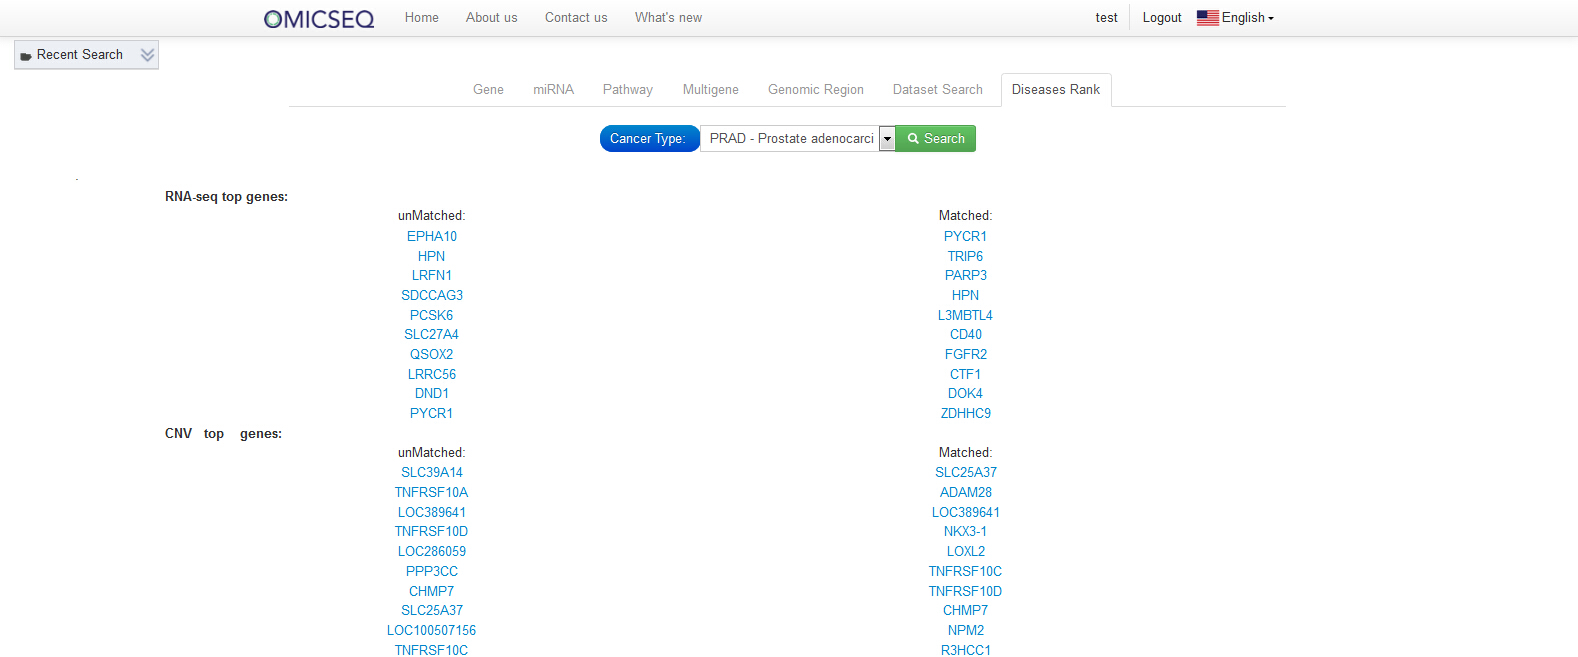 OMICSEQ Home About us Contact us What's new test Logout English
Recent Search
Gene miRNA Pathway Multigene Genomic Region Dataset Search Diseases Rank
Cancer Type: PRAD - Prostate adenocarci Search
RNA-seq top genes:
unMatched: Matched:
EPHA10 PYCR1
HPN TRIP6
LRFN1 PARP3
SDCCAG3 HPN
PCSK6 L3MBTL4
SLC27A4 CD40
QSOX2 FGFR2
LRRC56 CTF1
DND1 DOK4
PYCR1 ZDHHC9
CNV top genes:
unMatched: Matched:
SLC39A14 SLC25A37
TNFRSF10A ADAM28
LOC389641 LOC389641
TNFRSF10D NKX3-1
LOC286059 LOXL2
PPP3CC TNFRSF10C
CHMP7 TNFRSF10D
SLC25A37 CHMP7
LOC100507156 NPM2
TNFRSF10C R3HCC1